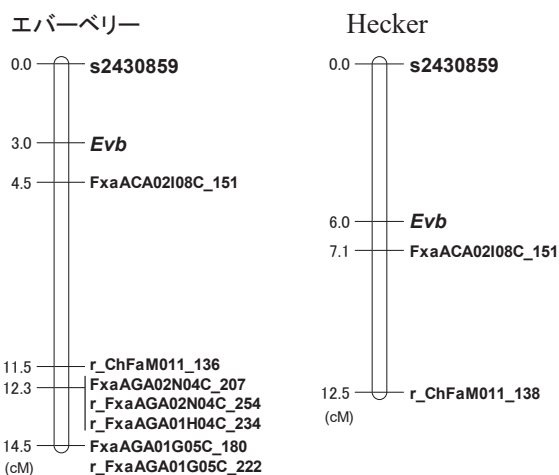 エバーベリー
0.0 s2430859
3.0 Evb
4.5 FxaACA02I08C_151
11.5 r_ChFaM011_136
12.3 FxaAGA02N04C_207
r_FxaAGA02N04C_254
r_FxaAGA01H04C_234
14.5 FxaAGA01G05C_180
(cM) r_FxaAGA01G05C_222
Hecker
0.0 s2430859
6.0 Evb
7.1 FxaACA02I08C_151
12.5 r_ChFaM011_138
(cM)